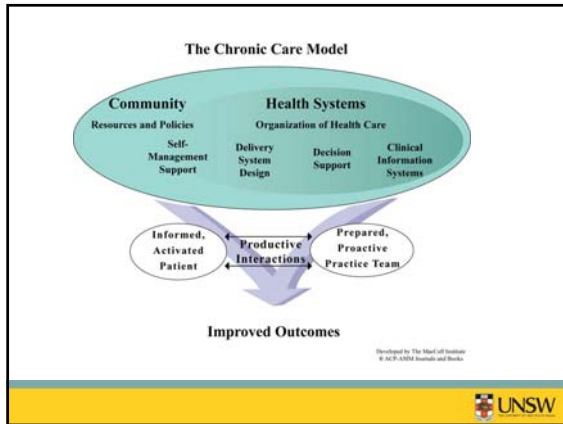 The Chronic Care Model
Community
Resources and Policies
Health Systems
Organization of Health Care
Self-
Management
Support
Delivery
System
Design
Decision
Support
Clinical
Information
Systems
Informed,
Activated
Patient
Productive
Interactions
Prepared,
Proactive
Practice Team
Improved Outcomes
Developed by The MacColl Institute
® ACP-ASIM Journals and Books
UNSW